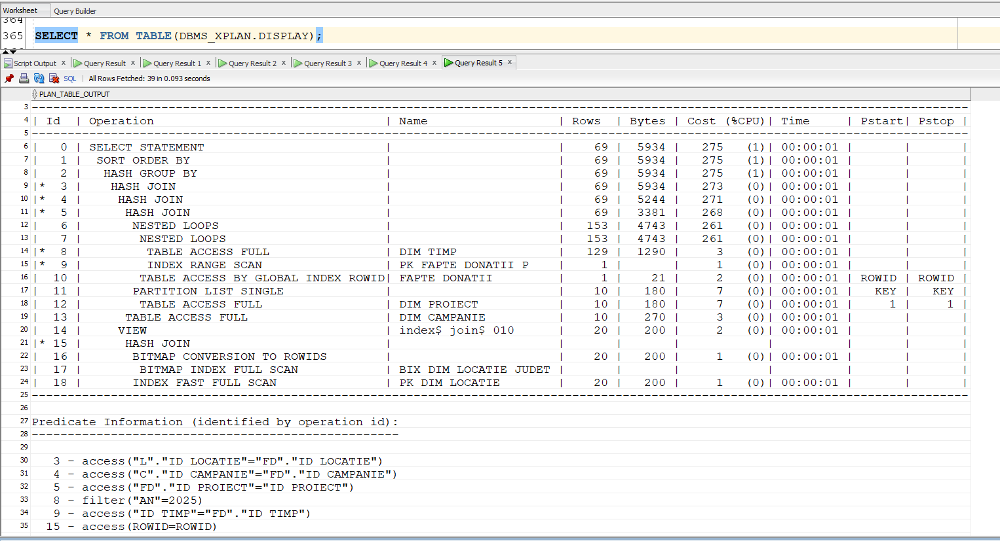 Worksheet Query Builder
364
365 SELECT * FROM TABLE(DBMS_XPLAN.DISPLAY);
Script Output x Query Result x Query Result 1 x Query Result 2 x Query Result 3 x Query Result 4 x Query Result 5 x
SQL | All Rows Fetched: 39 in 0.093 seconds
PLAN_TABLE_OUTPUT
3 ----------------------------------------------------------------------------------------------------------------------------------
4 | Id | Operation | Name | Rows | Bytes | Cost (%CPU)| Time | Pstart| Pstop |
5 ----------------------------------------------------------------------------------------------------------------------------------
6 | 0 | SELECT STATEMENT | | 69 | 5934 | 275 (1)| 00:00:01 | | |
7 | 1 | SORT ORDER BY | | 69 | 5934 | 275 (1)| 00:00:01 | | |
8 | 2 | HASH GROUP BY | | 69 | 5934 | 275 (1)| 00:00:01 | | |
9 |* 3 | HASH JOIN | | 69 | 5934 | 273 (0)| 00:00:01 | | |
10 |* 4 | HASH JOIN | | 69 | 5244 | 271 (0)| 00:00:01 | | |
11 |* 5 | HASH JOIN | | 69 | 3381 | 268 (0)| 00:00:01 | | |
12 | 6 | NESTED LOOPS | | 153 | 4743 | 261 (0)| 00:00:01 | | |
13 | 7 | NESTED LOOPS | | 153 | 4743 | 261 (0)| 00:00:01 | | |
14 |* 8 | TABLE ACCESS FULL | DIM TIMP | 129 | 1290 | 3 (0)| 00:00:01 | | |
15 |* 9 | INDEX RANGE SCAN | PK FAPTE DONATII P | 1 | | 1 (0)| 00:00:01 | | |
16 | 10 | TABLE ACCESS BY GLOBAL INDEX ROWID| FAPTE DONATII | 1 | 21 | 2 (0)| 00:00:01 | ROWID | ROWID |
17 | 11 | PARTITION LIST SINGLE | | 10 | 180 | 7 (0)| 00:00:01 | KEY | KEY |
18 | 12 | TABLE ACCESS FULL | DIM PROIECT | 10 | 180 | 7 (0)| 00:00:01 | 1 | 1 |
19 | 13 | TABLE ACCESS FULL | DIM CAMPANIE | 10 | 270 | 3 (0)| 00:00:01 | | |
20 | 14 | VIEW | index$ join$ 010 | 20 | 200 | 2 (0)| 00:00:01 | | |
21 |* 15 | HASH JOIN | | | | | | | |
22 | 16 | BITMAP CONVERSION TO ROWIDS | | 20 | 200 | 1 (0)| 00:00:01 | | |
23 | 17 | BITMAP INDEX FULL SCAN | BIX DIM LOCATIE JUDET | | | | | | |
24 | 18 | INDEX FAST FULL SCAN | PK DIM LOCATIE | 20 | 200 | 1 (0)| 00:00:01 | | |
25 ----------------------------------------------------------------------------------------------------------------------------------
26
27 Predicate Information (identified by operation id):
28 ---------------------------------------------------
29
30 3 - access("L"."ID LOCATIE"="FD"."ID LOCATIE")
31 4 - access("C"."ID CAMPANIE"="FD"."ID CAMPANIE")
32 5 - access("FD"."ID PROIECT"="ID PROIECT")
33 8 - filter("AN"=2025)
34 9 - access("ID TIMP"="FD"."ID TIMP")
35 15 - access(ROWID=ROWID)